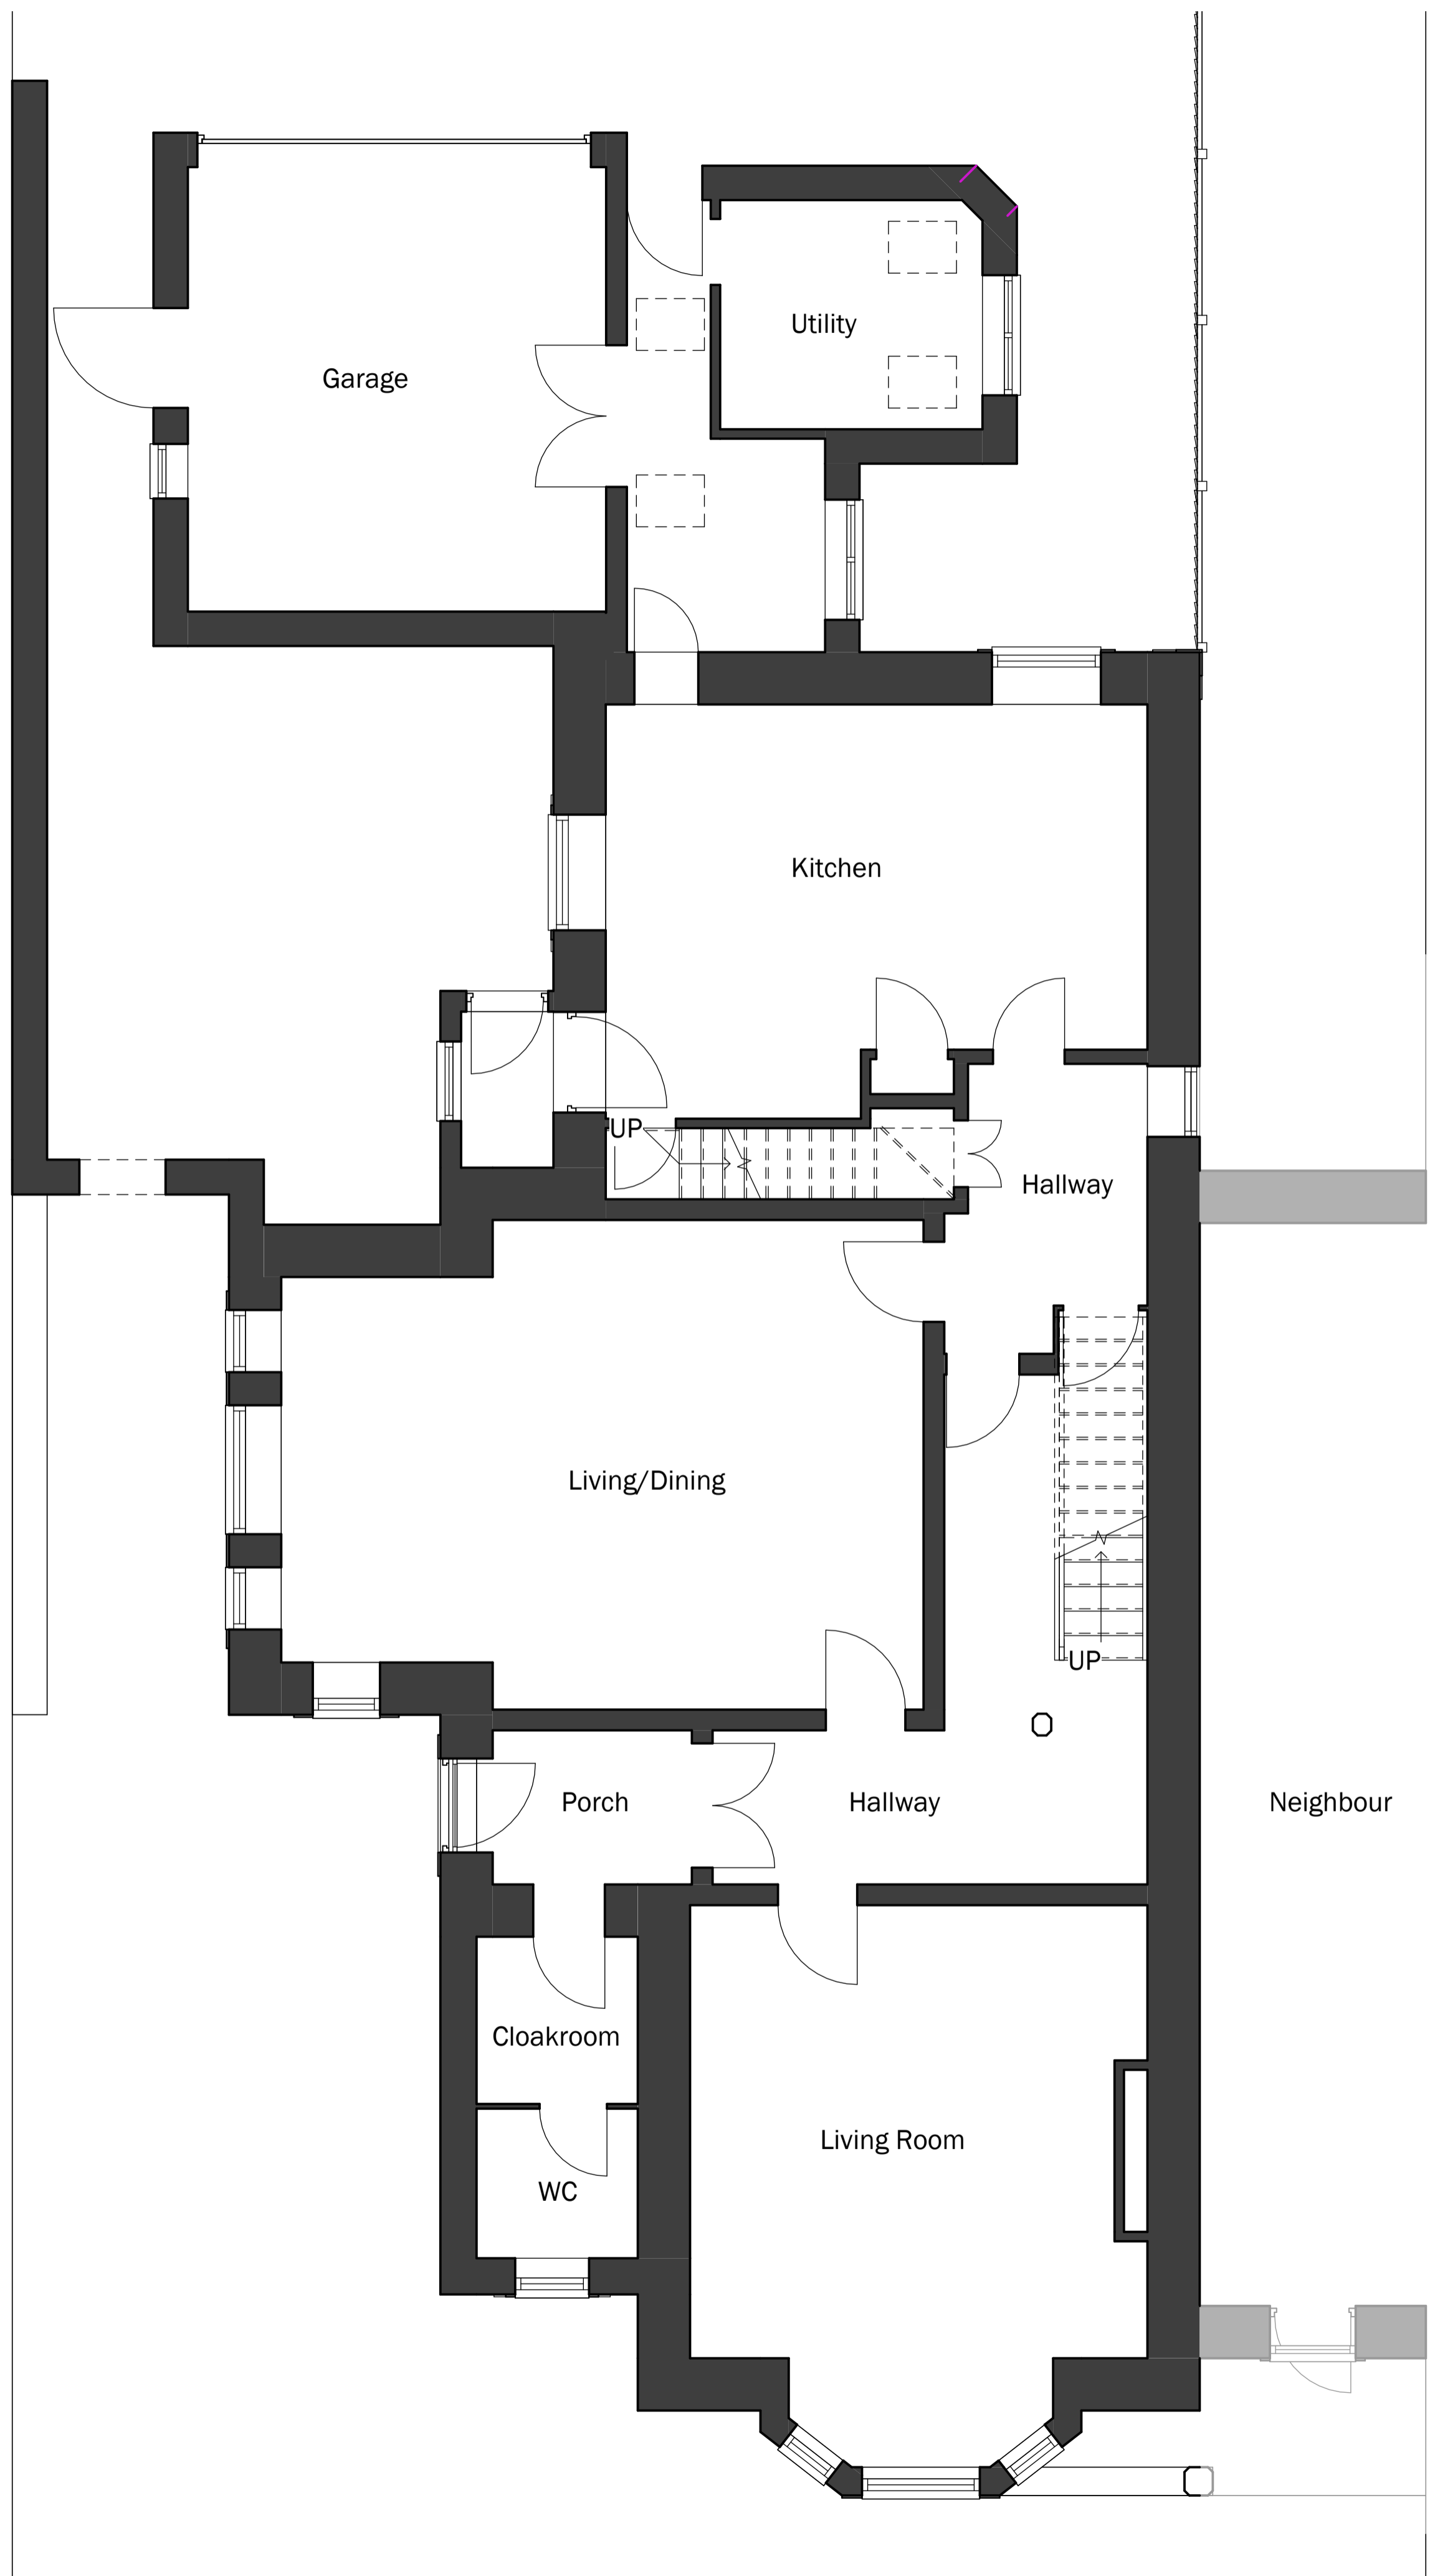 Utility
Garage
Kitchen
UP
Hallway
Living/Dining
UP
Porch
Hallway
Neighbour
Cloakroom
Living Room
WC